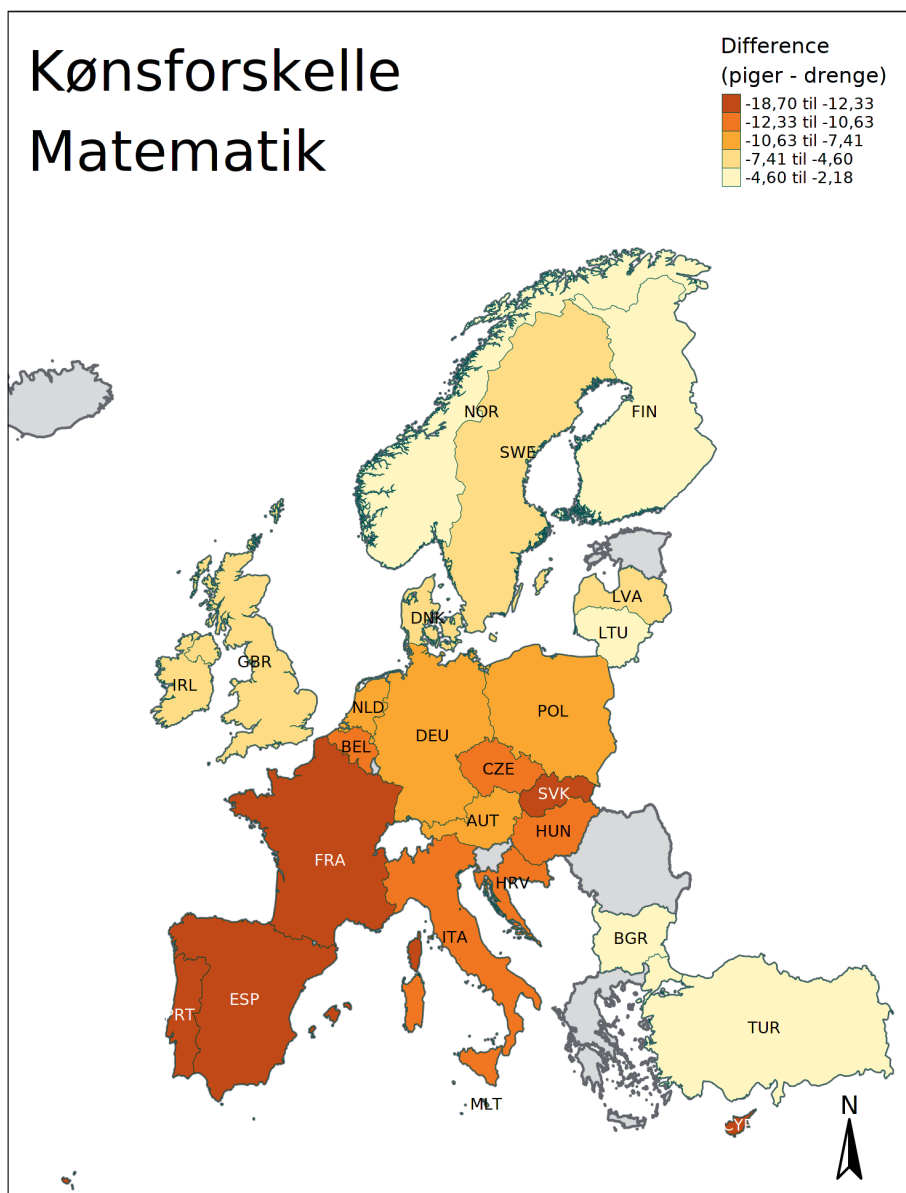 Kønsforskelle
Matematik
Difference
(piger - drenge)
-18,70 til -12,33
-12,33 til -10,63
-10,63 til -7,41
-7,41 til -4,60
-4,60 til -2,18
NOR
FIN
SWE
LVA
DNK
LTU
GBR
IRL
NLD
POL
DEU
BEL
CZE
SVK
AUT
HUN
FRA
HRV
ITA
BGR
ESP
PRT
TUR
MLT
N
CYP